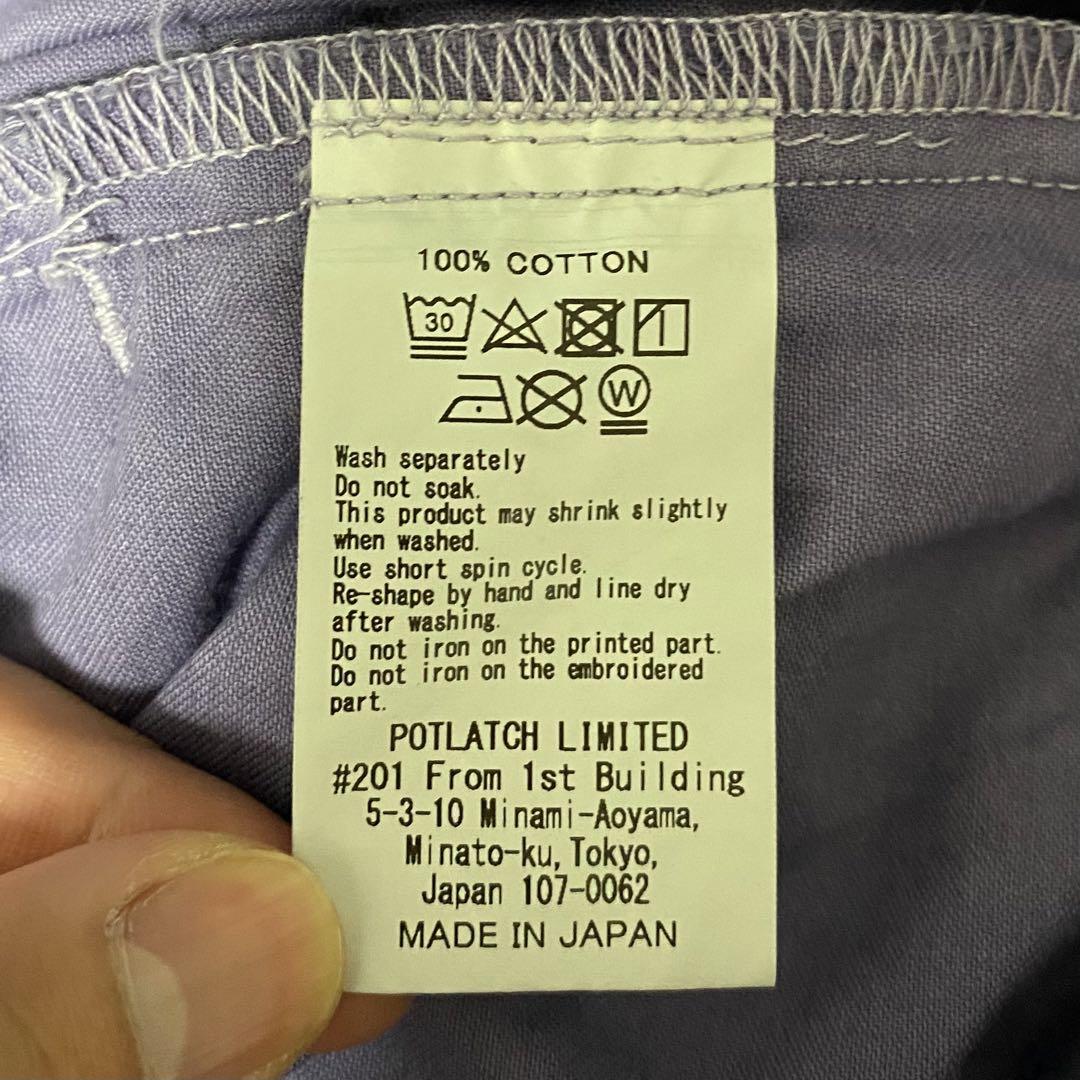 100% COTTON
30
W
Wash separately
Do not soak.
This product may shrink slightly
when washed.
Use short spin cycle.
Re-shape by hand and line dry
after washing.
Do not iron on the printed part.
Do not iron on the embroidered
part.
POTLATCH LIMITED
#201 From 1st Building
5-3-10 Minami-Aoyama,
Minato-ku, Tokyo,
Japan 107-0062
MADE IN JAPAN